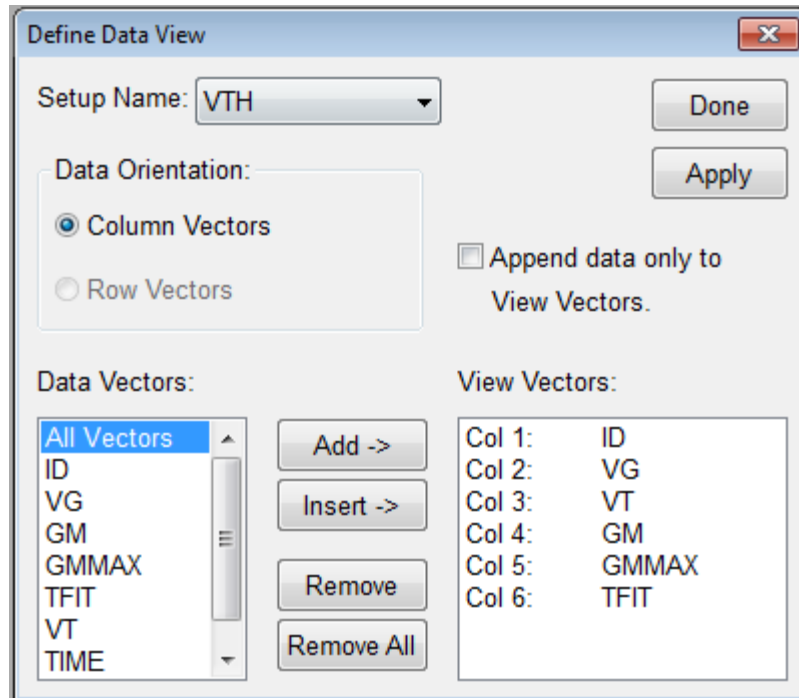 Define Data View
Setup Name: VTH
Done
Data Orientation:
Apply
Column Vectors
Append data only to
View Vectors.
Row Vectors
Data Vectors:
All Vectors
ID
VG
GM
GMMAX
TFIT
VT
TIME
Add ->
Insert ->
Remove
Remove All
View Vectors:
Col 1: ID
Col 2: VG
Col 3: VT
Col 4: GM
Col 5: GMMAX
Col 6: TFIT